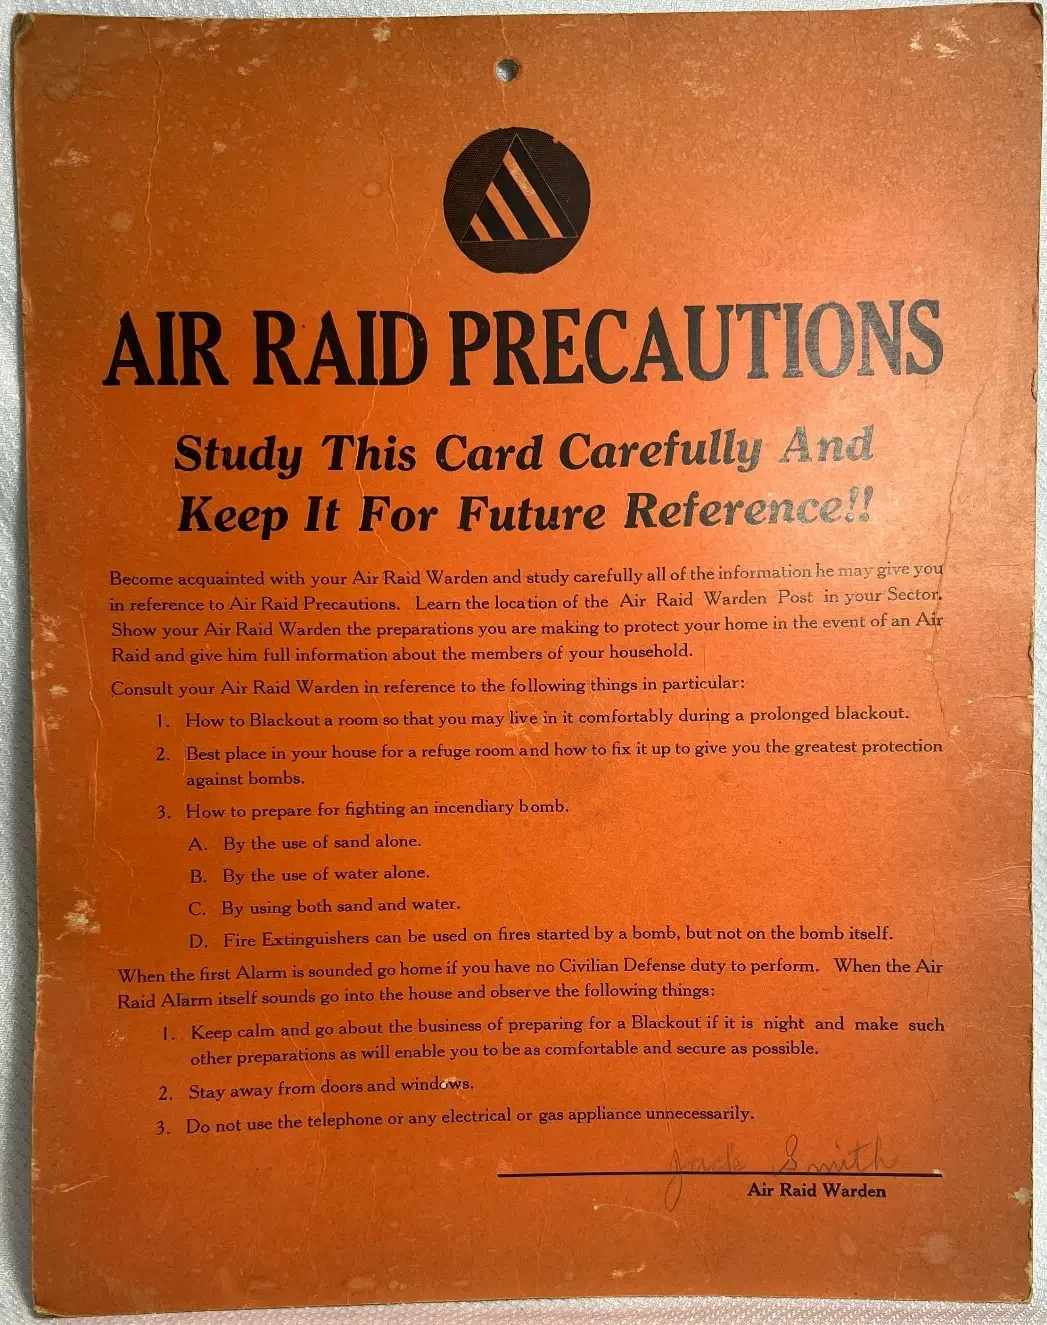 AIR RAID PRECAUTIONS
Study This Card Carefully And
Keep It For Future Reference!!
Become acquainted with your Air Raid Warden and study carefully all of the information he may give you
in reference to Air Raid Precautions. Learn the location of the Air Raid Warden Post in your Sector.
Show your Air Raid Warden the preparations you are making to protect your home in the event of an Air
Raid and give him full information about the members of your household.
Consult your Air Raid Warden in reference to the following things in particular:
1. How to Blackout a room so that you may live in it comfortably during a prolonged blackout.
2. Best place in your house for a refuge room and how to fix it up to give you the greatest protection
against bombs.
3. How to prepare for fighting an incendiary bomb.
A. By the use of sand alone.
B. By the use of water alone.
C. By using both sand and water.
D. Fire Extinguishers can be used on fires started by a bomb, but not on the bomb itself.
When the first Alarm is sounded go home if you have no Civilian Defense duty to perform. When the Air
Raid Alarm itself sounds go into the house and observe the following things:
1. Keep calm and go about the business of preparing for a Blackout if it is night and make such
other preparations as will enable you to be as comfortable and secure as possible.
2. Stay away from doors and windows.
3. Do not use the telephone or any electrical or gas appliance unnecessarily.
Jack Smith
Air Raid Warden